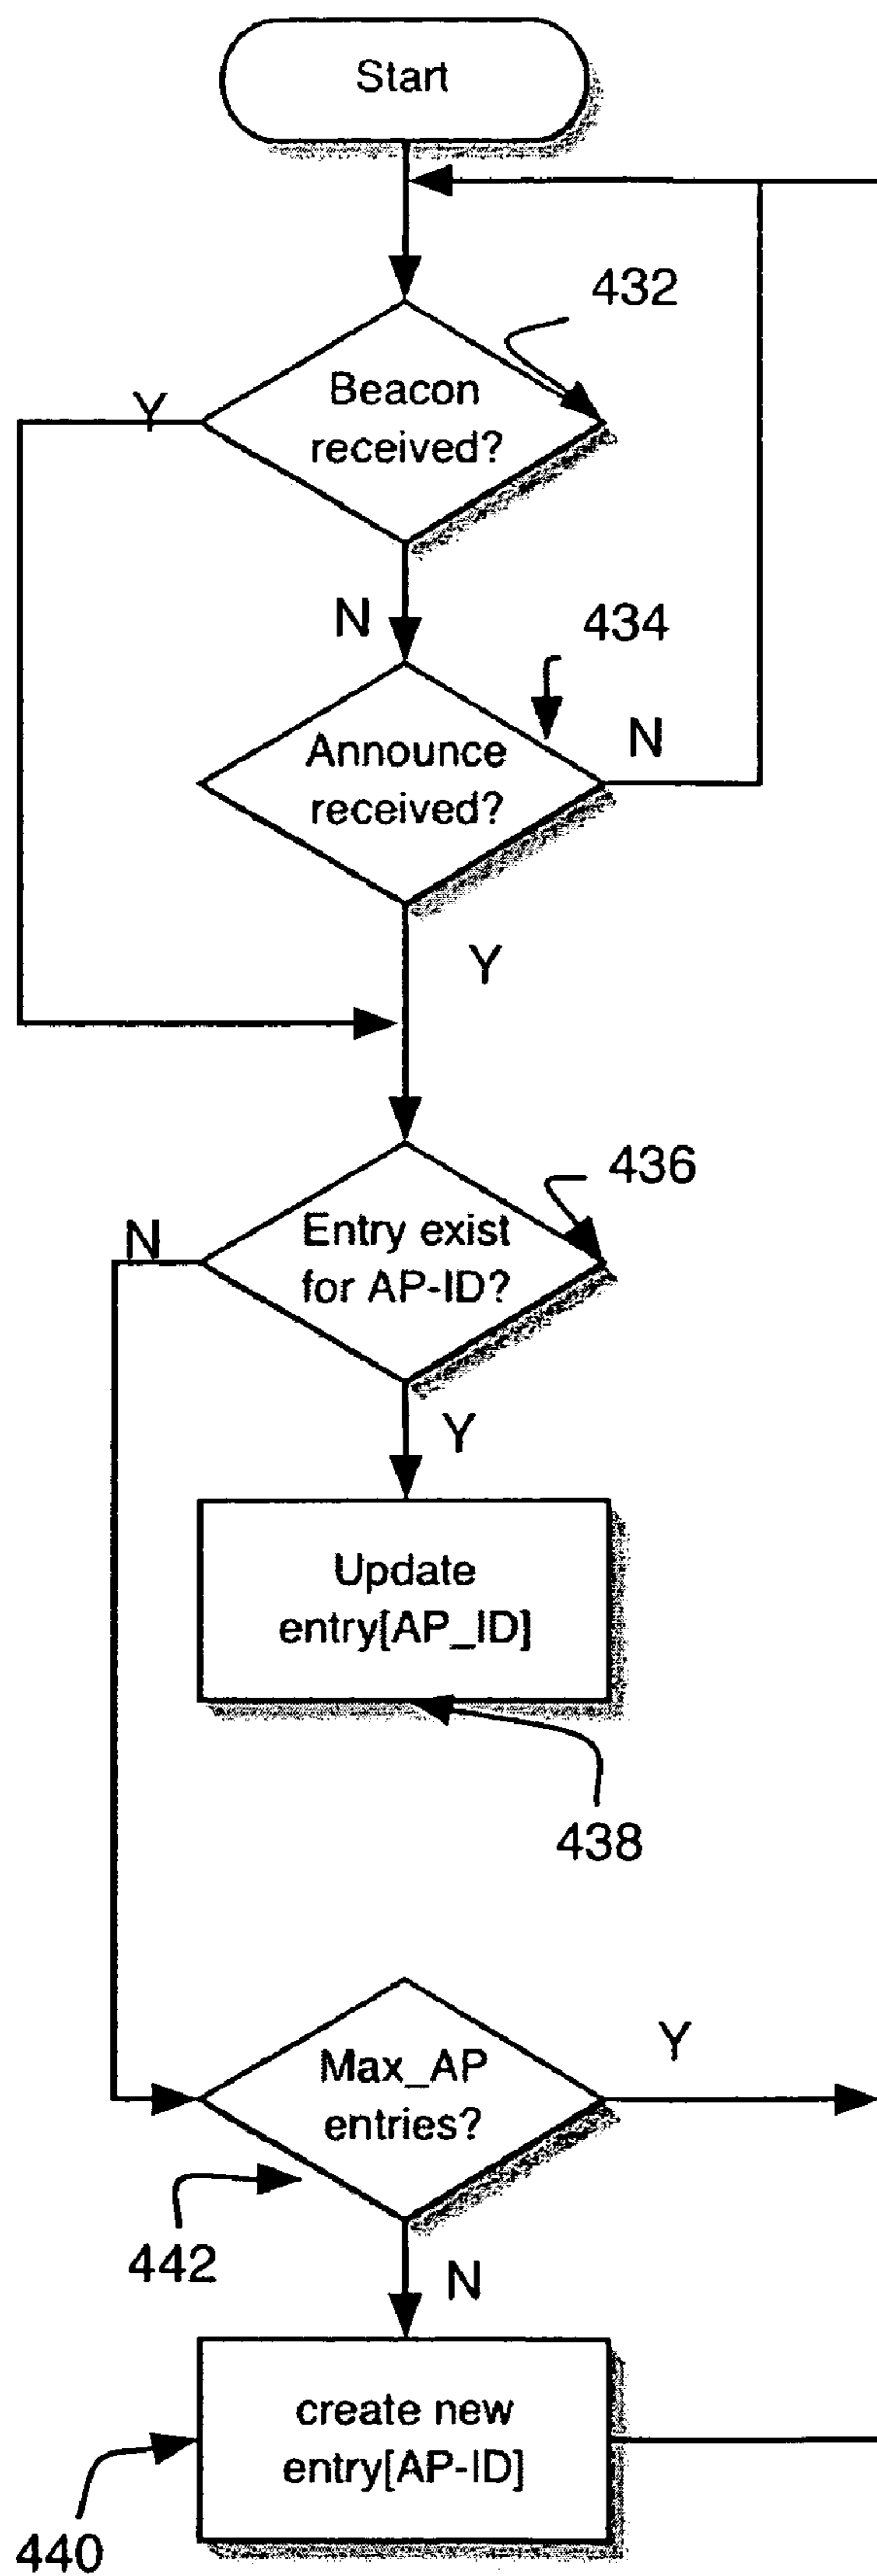 Start
432
Beacon
received?
Y
N
434
Announce
received?
N
Y
436
Entry exist
for AP-ID?
N
Y
Update
entry[AP_ID]
438
Max_AP
entries?
Y
442
N
create new
entry[AP-ID]
440